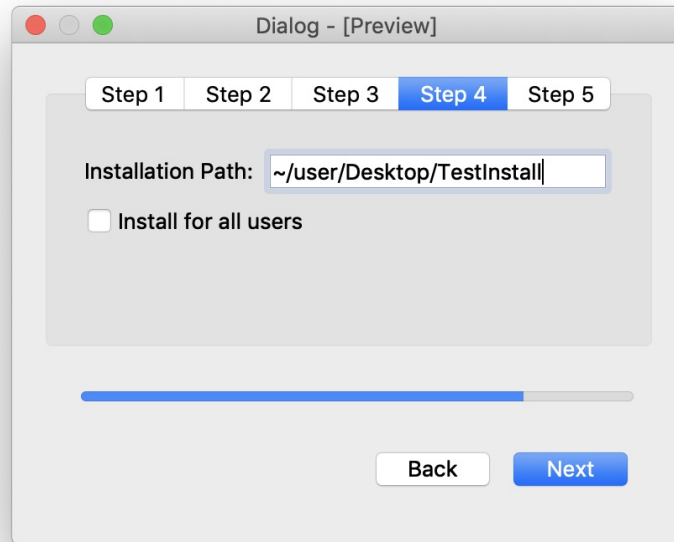 Dialog - [Preview]
Step 1 Step 2 Step 3 Step 4 Step 5
Installation Path: ~/user/Desktop/TestInstall
Install for all users
Back Next